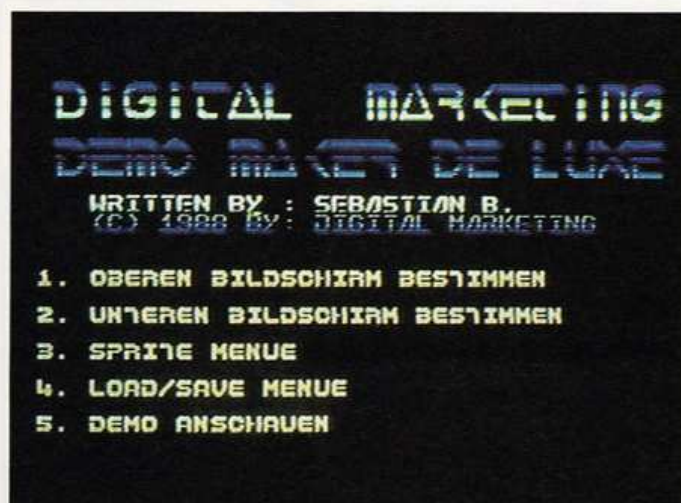 DIGITAL MARKETING
DEMO MAKER DE LUXE
WRITTEN BY : SEBASTIAN B.
(C) 1988 BY: DIGITAL MARKETING
1. OBEREN BILDSCHIRM BESTIMMEN
2. UNTEREN BILDSCHIRM BESTIMMEN
3. SPRITE MENUE
4. LOAD/SAVE MENUE
5. DEMO ANSCHAUEN